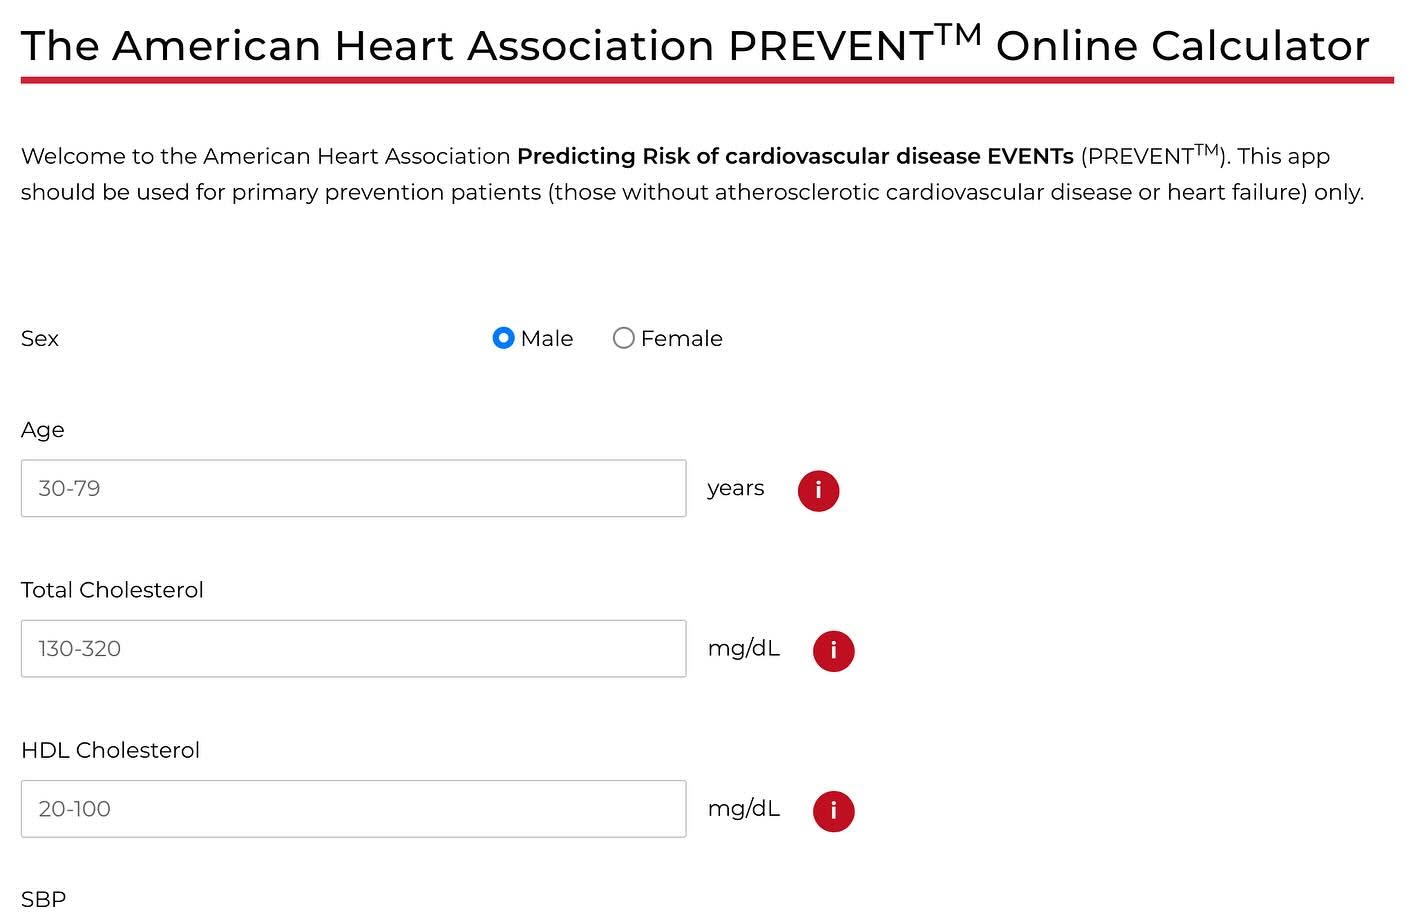 The American Heart Association PREVENT™ Online Calculator
Welcome to the American Heart Association Predicting Risk of cardiovascular disease EVENTs (PREVENT™). This app
should be used for primary prevention patients (those without atherosclerotic cardiovascular disease or heart failure) only.
Sex Male Female
Age
30-79 years i
Total Cholesterol
130-320 mg/dL i
HDL Cholesterol
20-100 mg/dL i
SBP